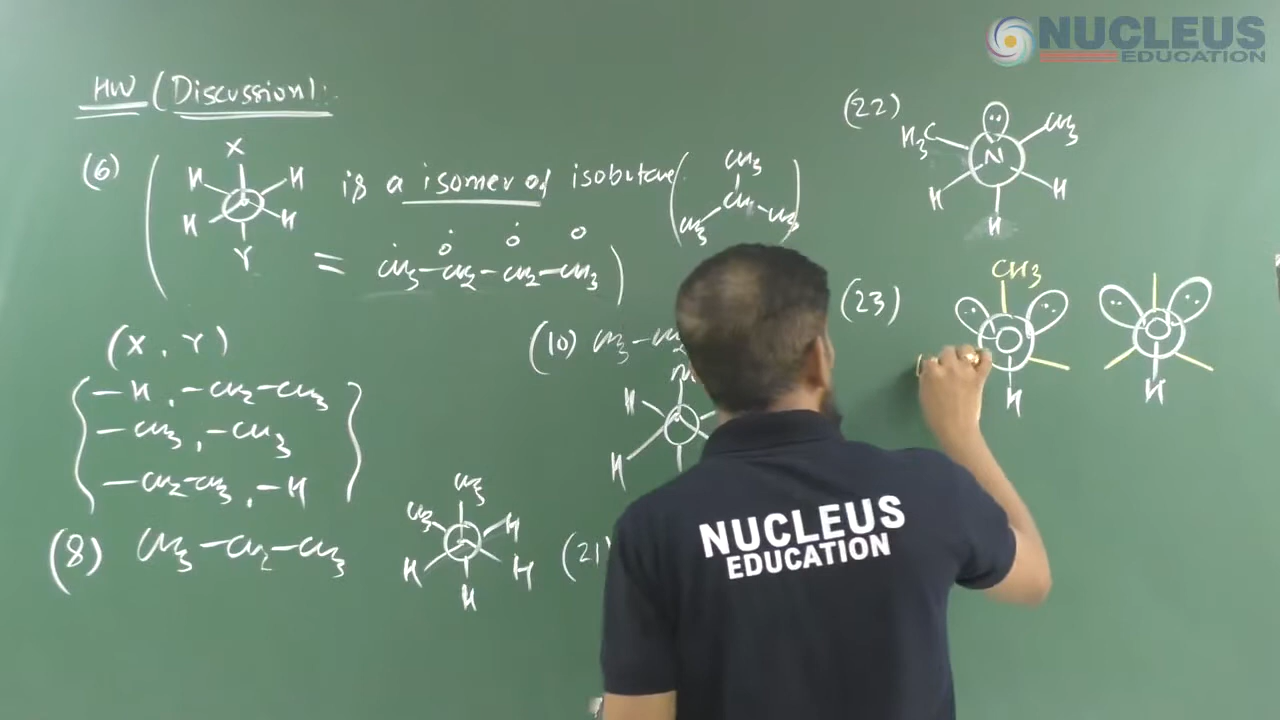 NUCLEUS
EDUCATION
HW (Discussion):
(6) X
H H
H H
Y
is a isomer of isobutane
CH3
CH
CH3 CH3
= CH3-CH2-CH2-CH3
(X, Y)
-H, -CH2-CH3
-CH3, -CH3
-CH2-CH3, -H
(8) CH3-CH2-CH3
CH3
CH3 H
H H
H
(10) CH3-
H
H
(21)
(22)
H3C CH3
N
H H
H
(23)
CH3
H H
NUCLEUS
EDUCATION